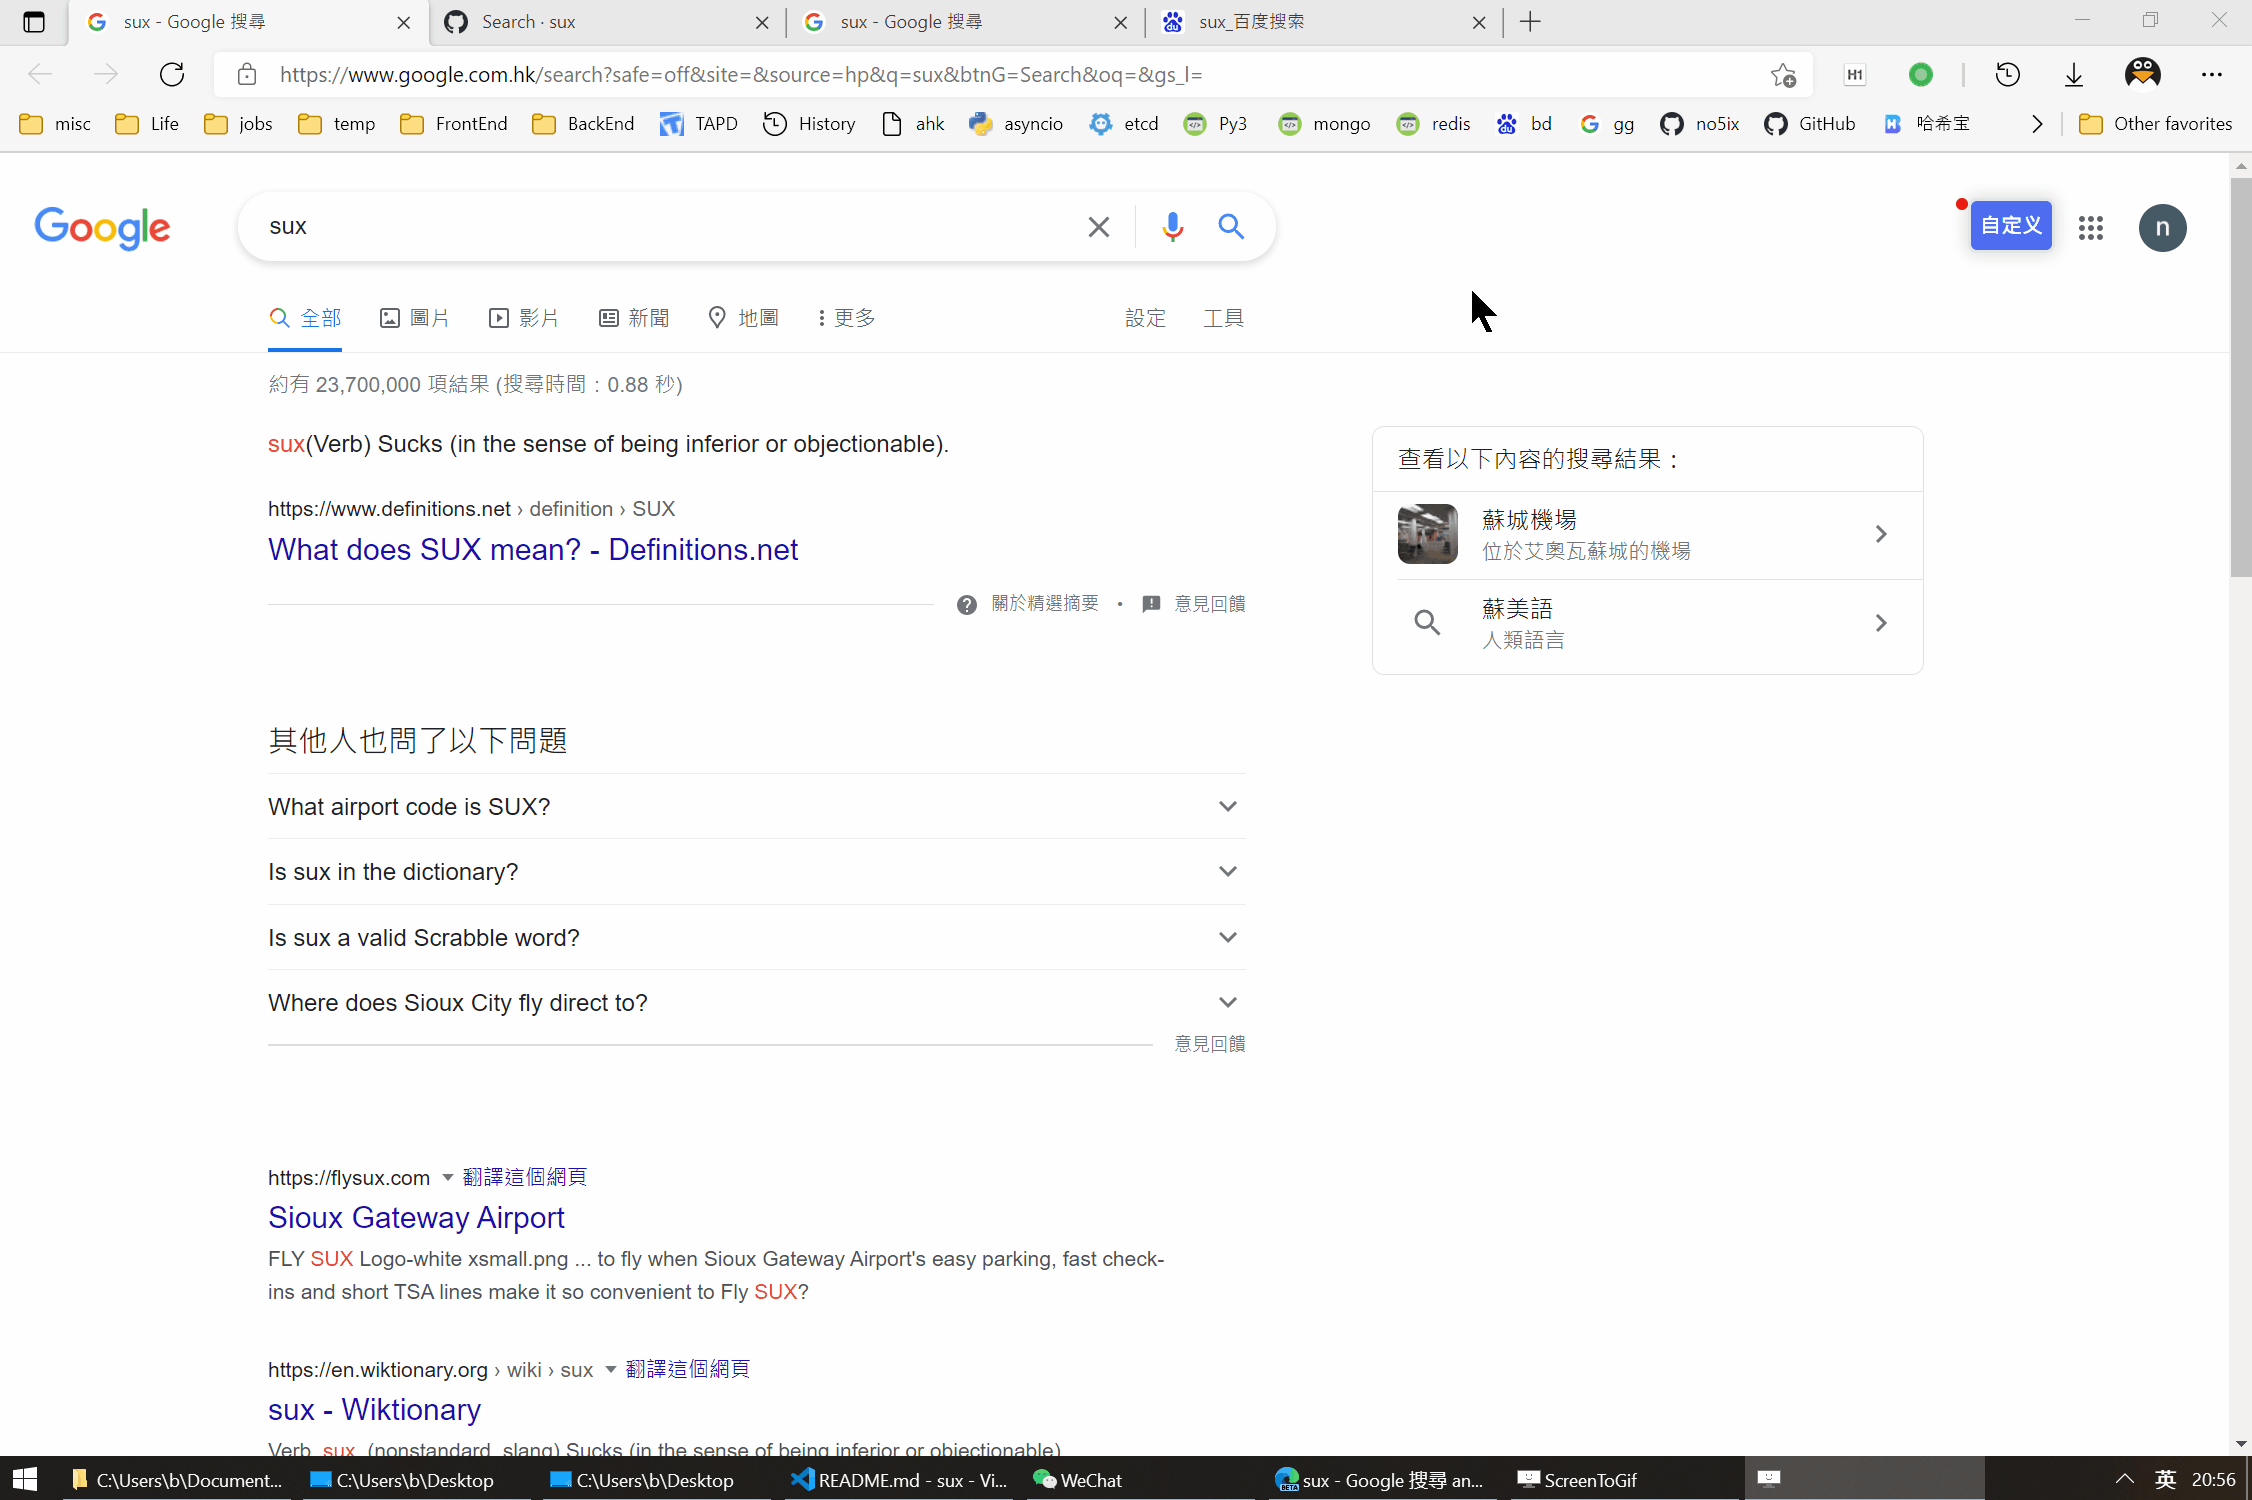 sux - Google 搜尋
Search · sux
sux - Google 搜尋
sux_百度搜索
https://www.google.com.hk/search?safe=off&site=&source=hp&q=sux&btnG=Search&oq=&gs_l=
H1
misc Life jobs temp FrontEnd BackEnd TAPD History ahk asyncio etcd Py3 mongo redis bd gg no5ix GitHub 哈希宝 Other favorites
Google
sux
自定义
n
全部 圖片 影片 新聞 地圖 更多 設定 工具
約有 23,700,000 項結果 (搜尋時間：0.88 秒)
sux(Verb) Sucks (in the sense of being inferior or objectionable).
https://www.definitions.net › definition › SUX
What does SUX mean? - Definitions.net
關於精選摘要 • 意見回饋
查看以下內容的搜尋結果：
蘇城機場
位於艾奧瓦蘇城的機場
蘇美語
人類語言
其他人也問了以下問題
What airport code is SUX?
Is sux in the dictionary?
Is sux a valid Scrabble word?
Where does Sioux City fly direct to?
意見回饋
https://flysux.com 翻譯這個網頁
Sioux Gateway Airport
FLY SUX Logo-white xsmall.png ... to fly when Sioux Gateway Airport's easy parking, fast check-
ins and short TSA lines make it so convenient to Fly SUX?
https://en.wiktionary.org › wiki › sux 翻譯這個網頁
sux - Wiktionary
Verb. sux. (nonstandard, slang) Sucks (in the sense of being inferior or objectionable)
C:\Users\b\Document... C:\Users\b\Desktop C:\Users\b\Desktop README.md - sux - Vi... WeChat BETA sux - Google 搜尋 an... ScreenToGif 英 20:56